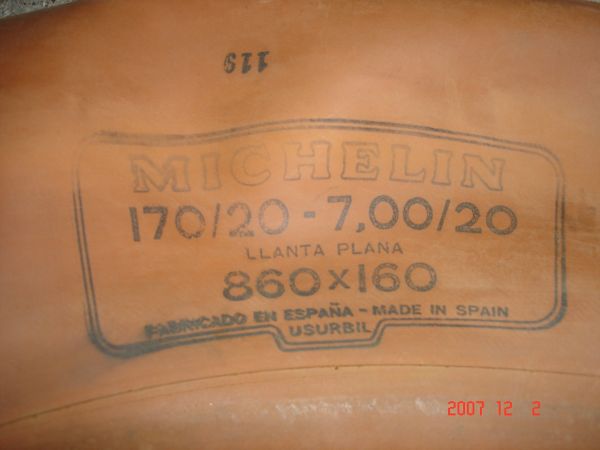 119
MICHELIN
170/20 - 7,00/20
LLANTA PLANA
860x160
FABRICADO EN ESPAÑA - MADE IN SPAIN
USURBIL
2007 12 2